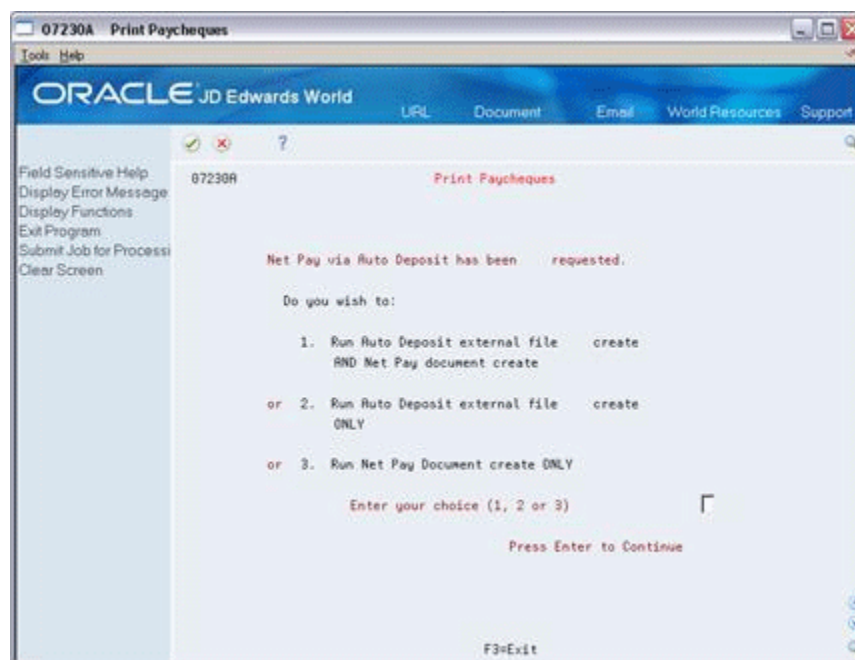 07230A Print Paycheques
Tools Help
ORACLE JD Edwards World
URL Document Email World Resources Support
?
Field Sensitive Help
Display Error Message
Display Functions
Exit Program
Submit Job for Processi
Clear Screen
07230A Print Paycheques
Net Pay via Auto Deposit has been requested.
Do you wish to:
1. Run Auto Deposit external file create
AND Net Pay document create
or 2. Run Auto Deposit external file create
ONLY
or 3. Run Net Pay Document create ONLY
Enter your choice (1, 2 or 3)
Press Enter to Continue
F3=Exit